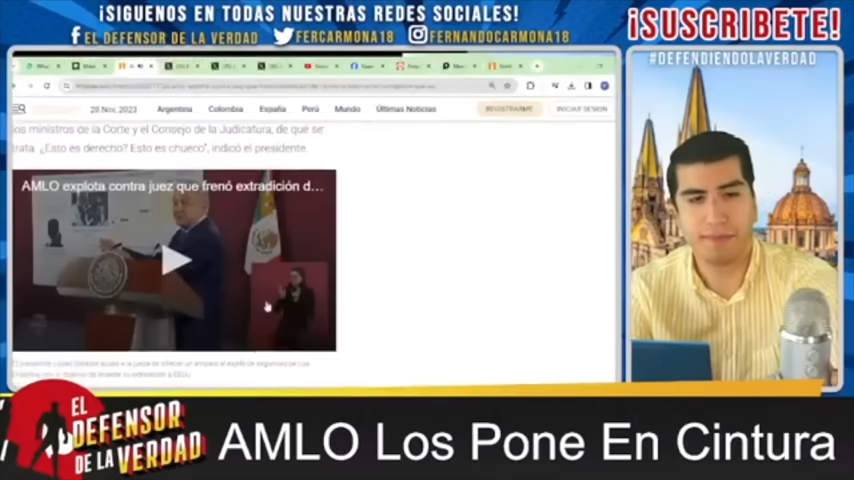 ¡SIGUENOS EN TODAS NUESTRAS REDES SOCIALES!
EL DEFENSOR DE LA VERDAD
FERCARMONA18
FERNANDOCARMONA18
¡SUSCRIBETE!
#DEFENDIENDOLAVERDAD
28 Nov, 2023
Argentina
Colombia
España
Perú
Mundo
Últimas Noticias
REGISTRARME
INICIAR SESIÓN
los ministros de la Corte y el Consejo de la Judicatura, de qué se
trata. ¿Esto es derecho? Esto es chueco", indicó el presidente.
AMLO explota contra juez que frenó extradición d...
EL
DEFENSOR
DE LA VERDAD
AMLO Los Pone En Cintura